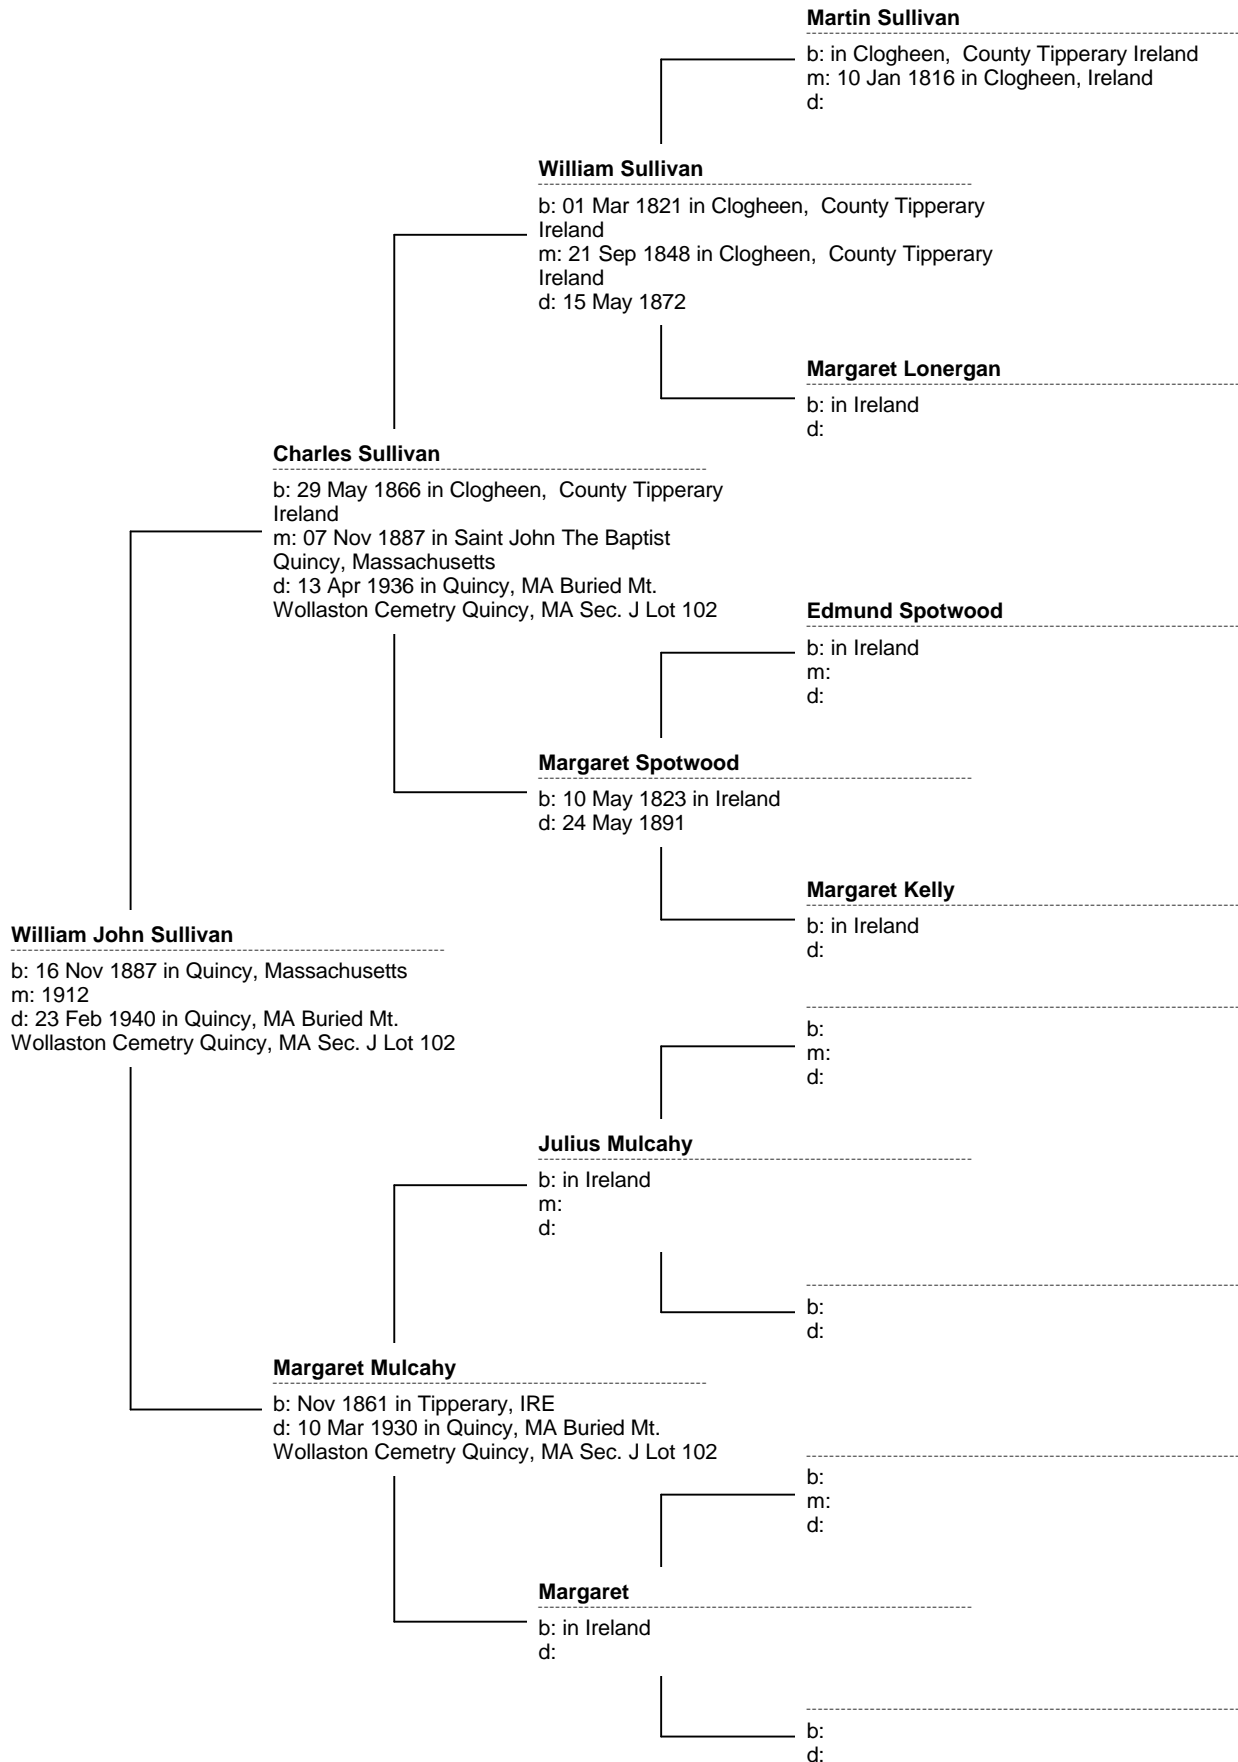 Martin Sullivan
b: in Clogheen, County Tipperary Ireland
m: 10 Jan 1816 in Clogheen, Ireland
d:
William Sullivan
b: 01 Mar 1821 in Clogheen, County Tipperary
Ireland
m: 21 Sep 1848 in Clogheen, County Tipperary
Ireland
d: 15 May 1872
Margaret Lonergan
b: in Ireland
d:
Charles Sullivan
b: 29 May 1866 in Clogheen, County Tipperary
Ireland
m: 07 Nov 1887 in Saint John The Baptist
Quincy, Massachusetts
d: 13 Apr 1936 in Quincy, MA Buried Mt.
Wollaston Cemetry Quincy, MA Sec. J Lot 102
Edmund Spotwood
b: in Ireland
m:
d:
Margaret Spotwood
b: 10 May 1823 in Ireland
d: 24 May 1891
Margaret Kelly
b: in Ireland
d:
William John Sullivan
b: 16 Nov 1887 in Quincy, Massachusetts
m: 1912
d: 23 Feb 1940 in Quincy, MA Buried Mt.
Wollaston Cemetry Quincy, MA Sec. J Lot 102
b:
m:
d:
Julius Mulcahy
b: in Ireland
m:
d:
b:
d:
Margaret Mulcahy
b: Nov 1861 in Tipperary, IRE
d: 10 Mar 1930 in Quincy, MA Buried Mt.
Wollaston Cemetry Quincy, MA Sec. J Lot 102
b:
m:
d:
Margaret
b: in Ireland
d:
b:
d: